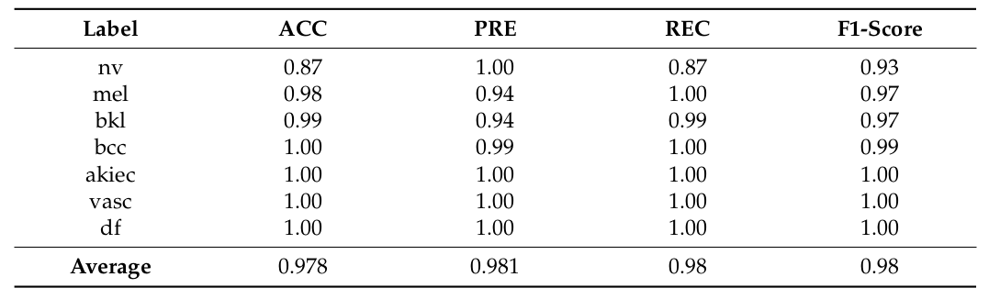 Label ACC PRE REC F1-Score
nv 0.87 1.00 0.87 0.93
mel 0.98 0.94 1.00 0.97
bkl 0.99 0.94 0.99 0.97
bcc 1.00 0.99 1.00 0.99
akiec 1.00 1.00 1.00 1.00
vasc 1.00 1.00 1.00 1.00
df 1.00 1.00 1.00 1.00
Average 0.978 0.981 0.98 0.98